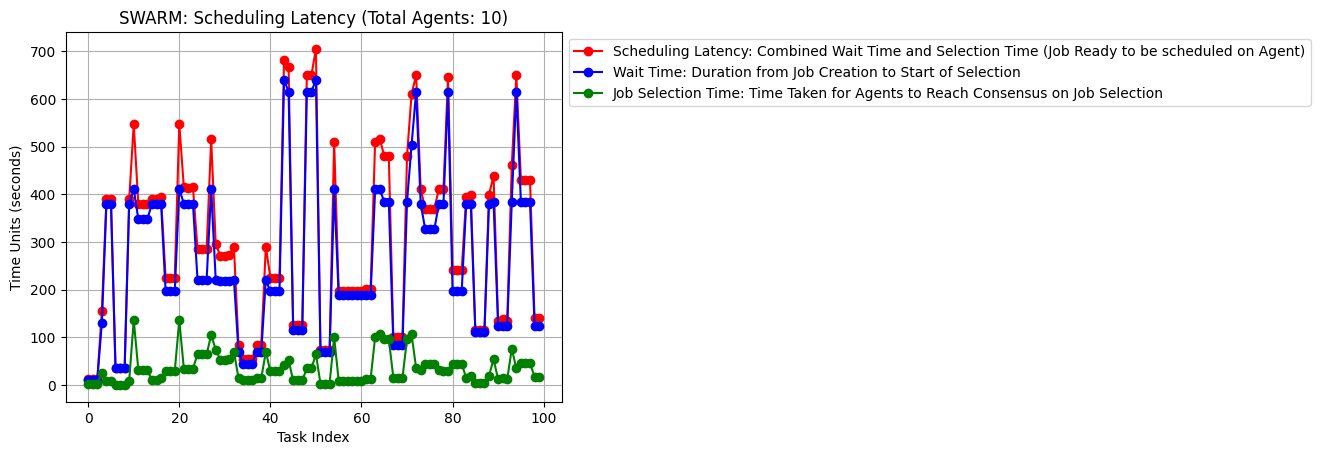 SWARM: Scheduling Latency (Total Agents: 10)
Scheduling Latency: Combined Wait Time and Selection Time (Job Ready to be scheduled on Agent)
Wait Time: Duration from Job Creation to Start of Selection
Job Selection Time: Time Taken for Agents to Reach Consensus on Job Selection
Time Units (seconds)
700
600
500
400
300
200
100
0
0 20 40 60 80 100
Task Index